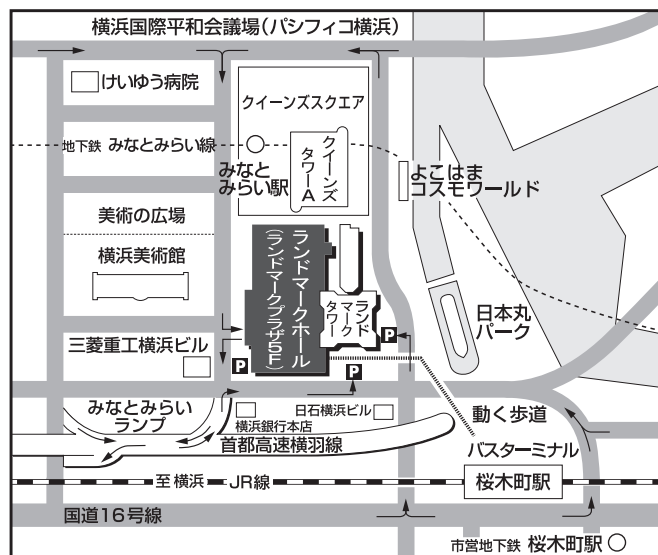 横浜国際平和会議場(パシフィコ横浜)
けいゆう病院
クイーンズスクエア
地下鉄 みなとみらい線
みなと
みらい駅
クイーンズ
タワーA
よこはま
コスモワールド
美術の広場
横浜美術館
ランドマークホール
(ランドマークプラザ5F)
ランド
マーク
タワー
日本丸
パーク
三菱重工横浜ビル
P
P
P
みなとみらい
ランプ
横浜銀行本店
日石横浜ビル
動く歩道
首都高速横羽線
バスターミナル
至横浜 JR線
桜木町駅
国道16号線
市営地下鉄 桜木町駅